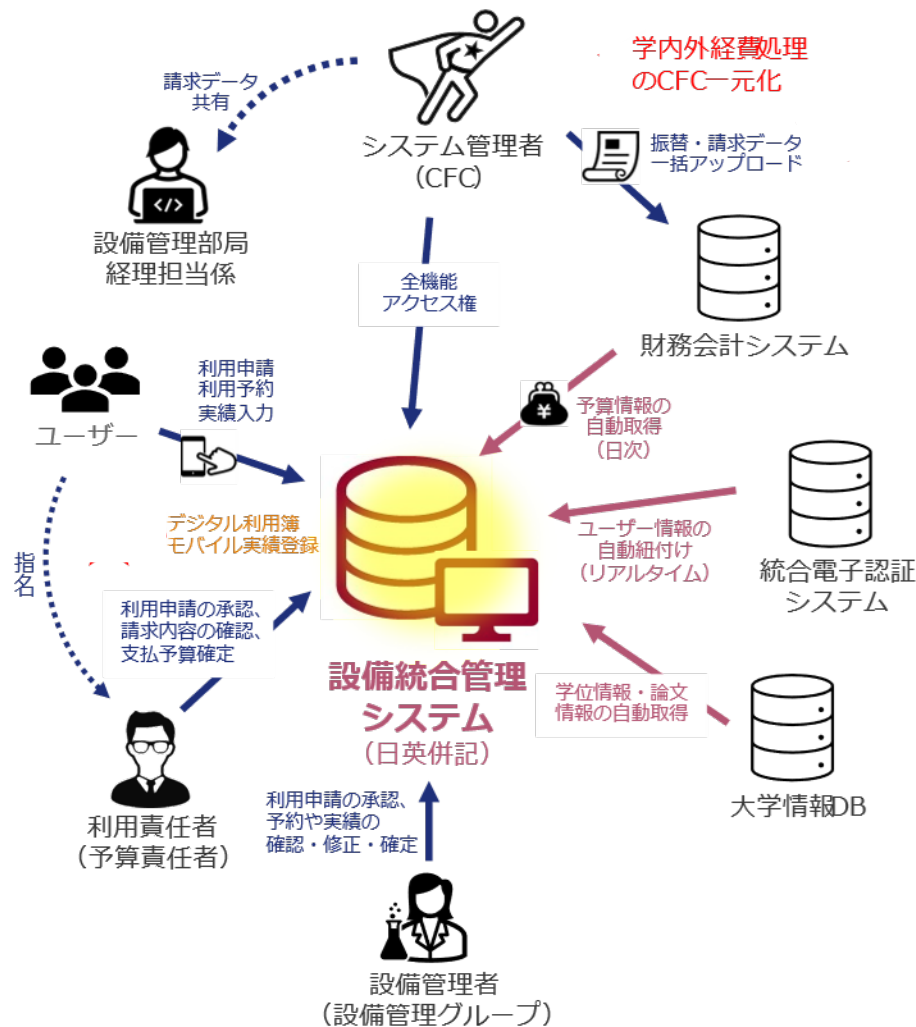 学内外経費処理
のCFC一元化
請求データ
共有
システム管理者
（CFC）
振替・請求データ
一括アップロード
</>
設備管理部局
経理担当係
全機能
アクセス権
財務会計システム
利用申請
利用予約
実績入力
ユーザー
¥
予算情報の
自動取得
（日次）
デジタル利用簿
モバイル実績登録
ユーザー情報の
自動紐付け
（リアルタイム）
統合電子認証
システム
指名
利用申請の承認、
請求内容の確認、
支払予算確定
設備統合管理
システム
（日英併記）
学位情報・論文
情報の自動取得
大学情報DB
利用責任者
（予算責任者）
利用申請の承認、
予約や実績の
確認・修正・確定
設備管理者
（設備管理グループ）